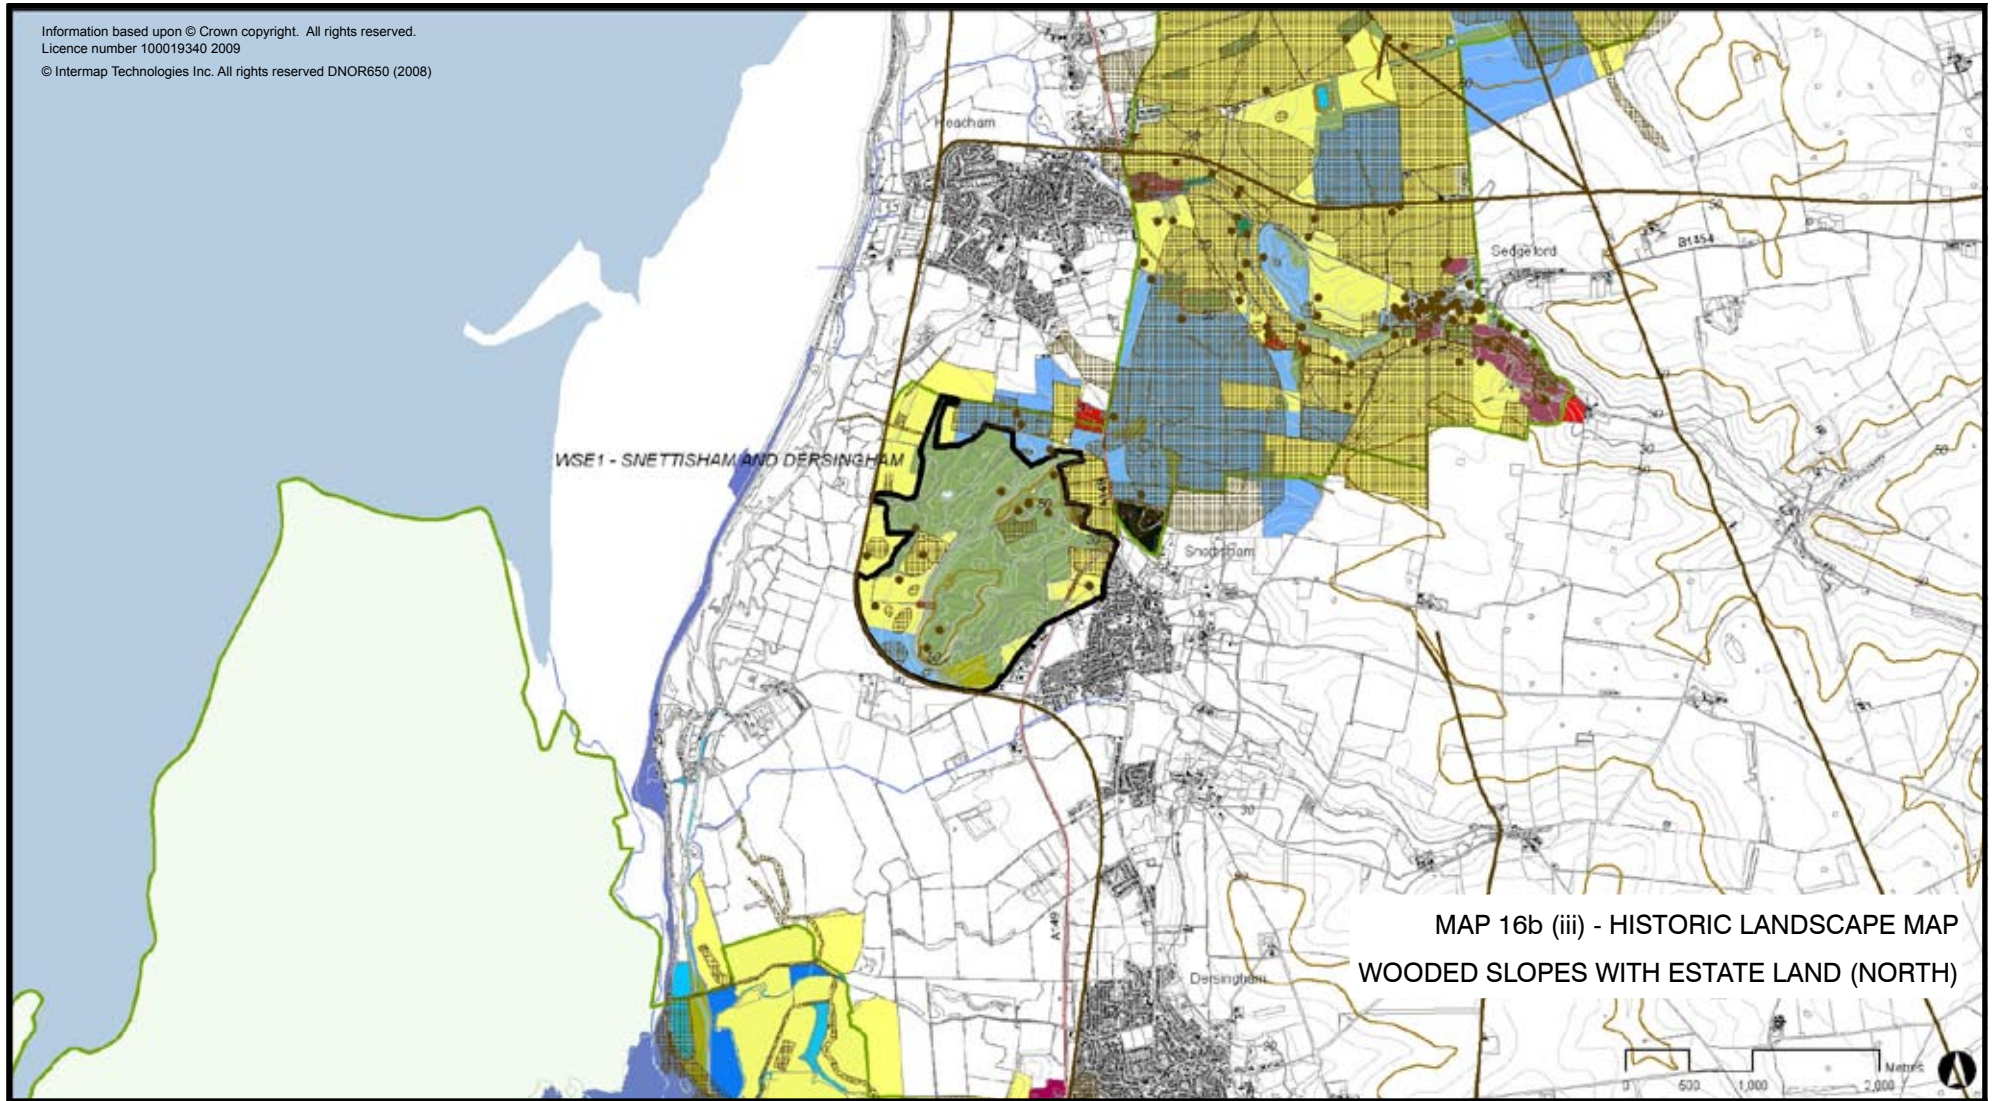 Information based upon © Crown copyright. All rights reserved.
Licence number 100019340 2009
© Intermap Technologies Inc. All rights reserved DNOR650 (2008)
Heacham
Sedgeford
B1454
WSE1 - SNETTISHAM AND DERSINGHAM
50
Snettisham
30
A149
Dersingham
MAP 16b (iii) - HISTORIC LANDSCAPE MAP
WOODED SLOPES WITH ESTATE LAND (NORTH)
Metres
0 500 1,000 2,000